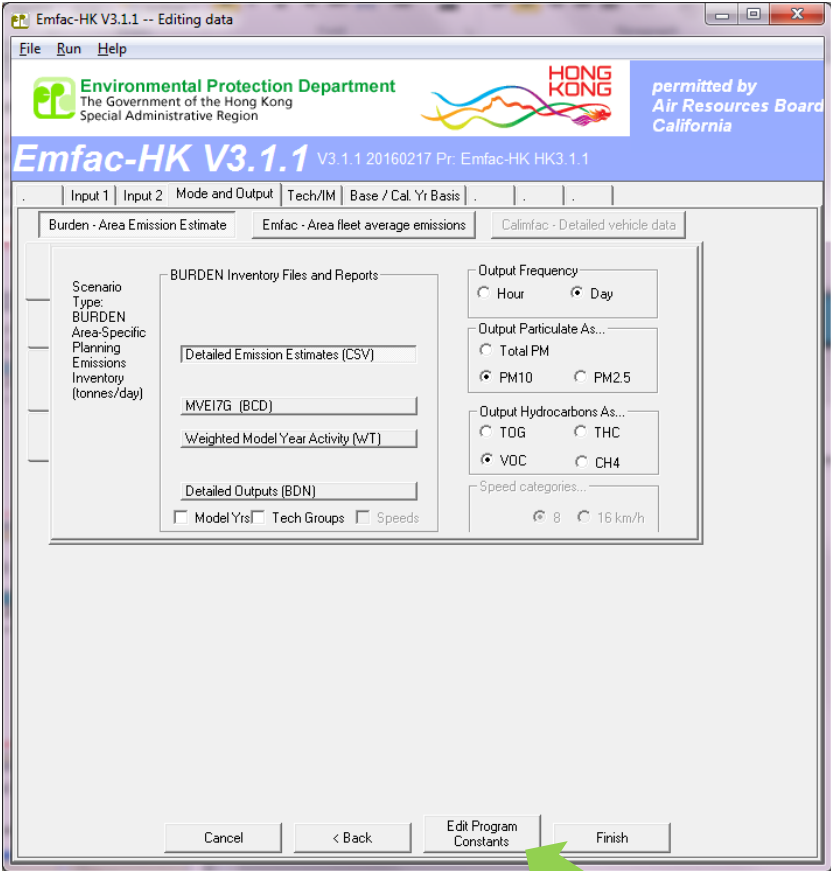 Emfac-HK V3.1.1 -- Editing data
File Run Help
Environmental Protection Department
The Government of the Hong Kong
Special Administrative Region
HONG
KONG
permitted by
Air Resources Board
California
Emfac-HK V3.1.1 V3.1.1 20160217 Pr: Emfac-HK HK3.1.1
. Input 1 Input 2 Mode and Output Tech/IM Base / Cal. Yr Basis . . .
Burden - Area Emission Estimate Emfac - Area fleet average emissions Calimfac - Detailed vehicle data
Scenario
Type:
BURDEN
Area-Specific
Planning
Emissions
Inventory
(tonnes/day)
BURDEN Inventory Files and Reports
Detailed Emission Estimates (CSV)
MVEI7G (BCD)
Weighted Model Year Activity (WT)
Detailed Outputs (BDN)
Model Yrs Tech Groups Speeds
Output Frequency
Hour Day
Output Particulate As...
Total PM
PM10 PM2.5
Output Hydrocarbons As...
TOG THC
VOC CH4
Speed categories...
8 16 km/h
Cancel < Back Edit Program
Constants Finish